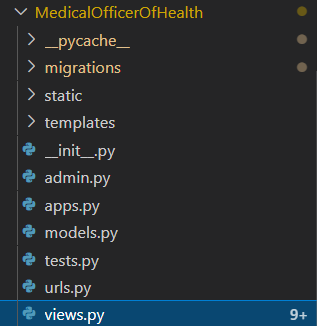 MedicalOfficerOfHealth
__pycache__
migrations
static
templates
__init__.py
admin.py
apps.py
models.py
tests.py
urls.py
views.py 9+